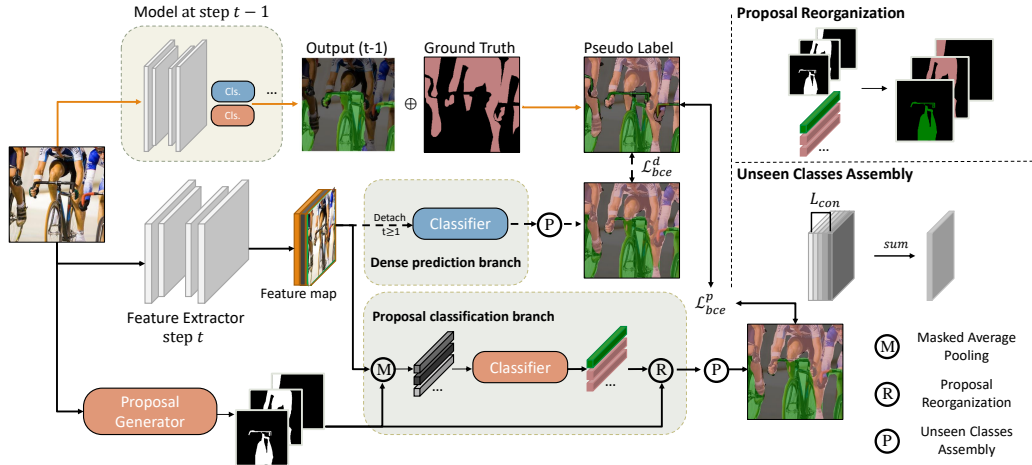 Model at step t − 1
Output (t-1)
Ground Truth
Pseudo Label
Cls.
...
Cls.
⊕
ℒ^d_bce
Detach
t≥1
Classifier
P
Dense prediction branch
Feature map
Feature Extractor
step t
Proposal classification branch
M
...
Classifier
...
R
P
ℒ^p_bce
Proposal
Generator
Proposal Reorganization
...
Unseen Classes Assembly
L_con
sum
M
Masked Average
Pooling
R
Proposal
Reorganization
P
Unseen Classes
Assembly